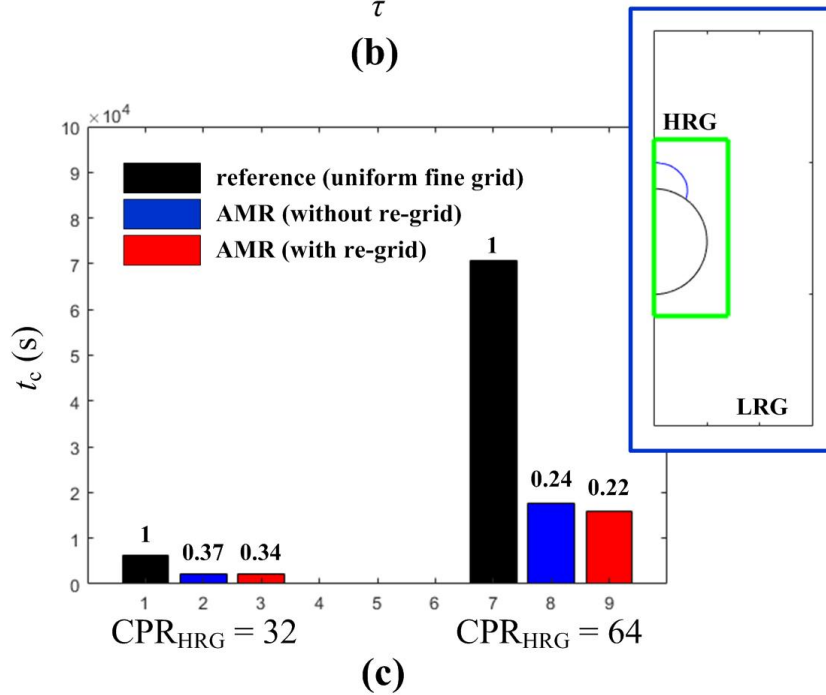 τ
(b)
×10⁴
HRG
LRG
10
9
8
7
6
5
4
3
2
1
0
t_c (s)
reference (uniform fine grid)
AMR (without re-grid)
AMR (with re-grid)
1
0.37
0.34
1
0.24
0.22
1 2 3 4 5 6 7 8 9
CPR_HRG = 32 CPR_HRG = 64
(c)